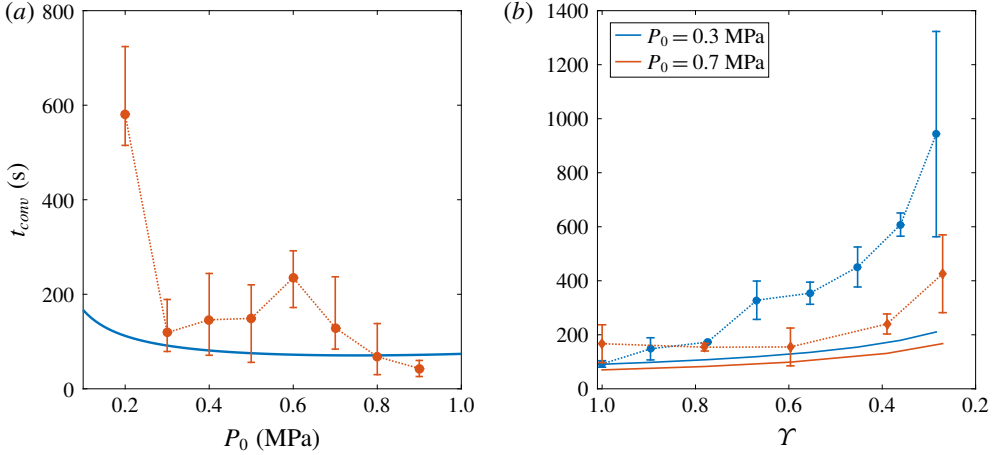 (a)
800
600
400
200
0
t_conv (s)
0.2 0.4 0.6 0.8 1.0
P_0 (MPa)
(b)
1400
1200
1000
800
600
400
200
0
P_0 = 0.3 MPa
P_0 = 0.7 MPa
1.0 0.8 0.6 0.4 0.2
ϒ